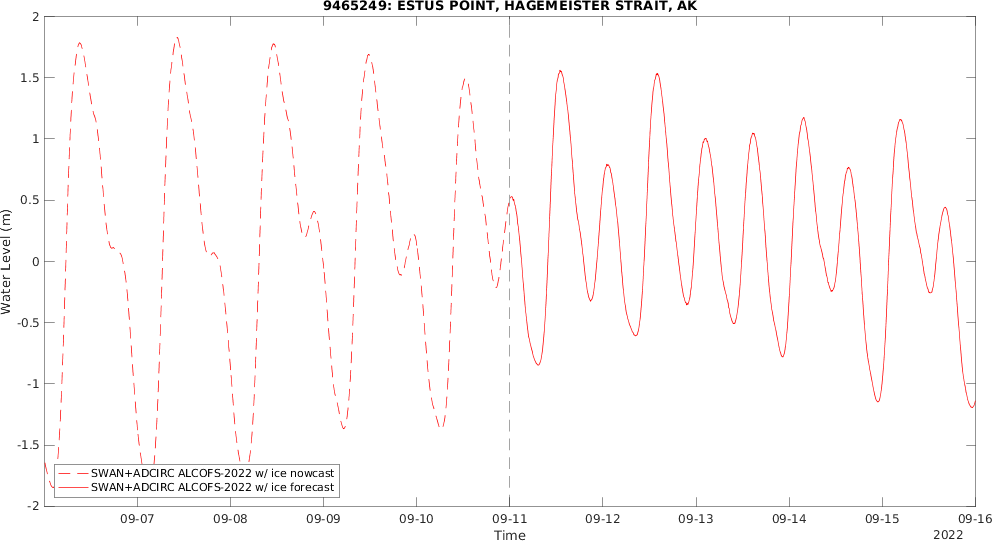 9465249: ESTUS POINT, HAGEMEISTER STRAIT, AK
Water Level (m)
2
1.5
1
0.5
0
-0.5
-1
-1.5
-2
SWAN+ADCIRC ALCOFS-2022 w/ ice nowcast
SWAN+ADCIRC ALCOFS-2022 w/ ice forecast
09-07 09-08 09-09 09-10 09-11 09-12 09-13 09-14 09-15 09-16
Time
2022